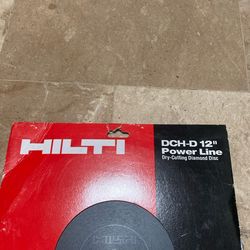 HILTI
DCH-D 12"
Power Line
Dry-Cutting Diamond Disc